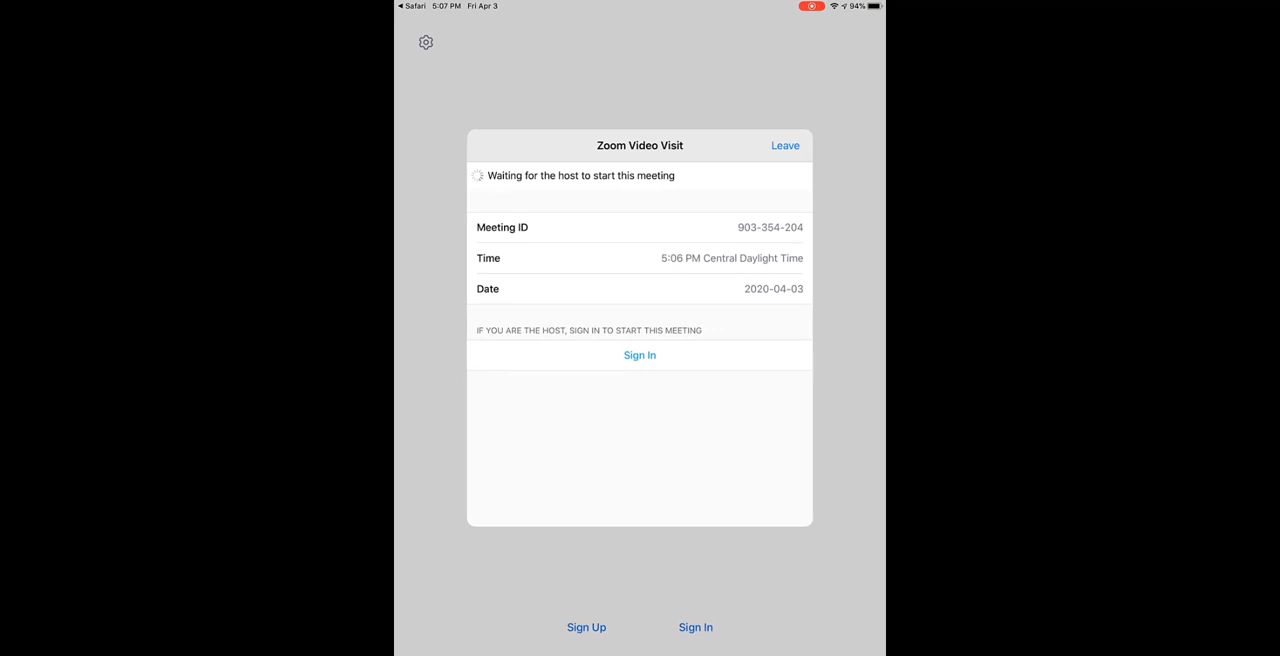 ◀ Safari 5:07 PM Fri Apr 3 94%
Zoom Video Visit Leave
Waiting for the host to start this meeting
Meeting ID 903-354-204
Time 5:06 PM Central Daylight Time
Date 2020-04-03
IF YOU ARE THE HOST, SIGN IN TO START THIS MEETING
Sign In
Sign Up Sign In